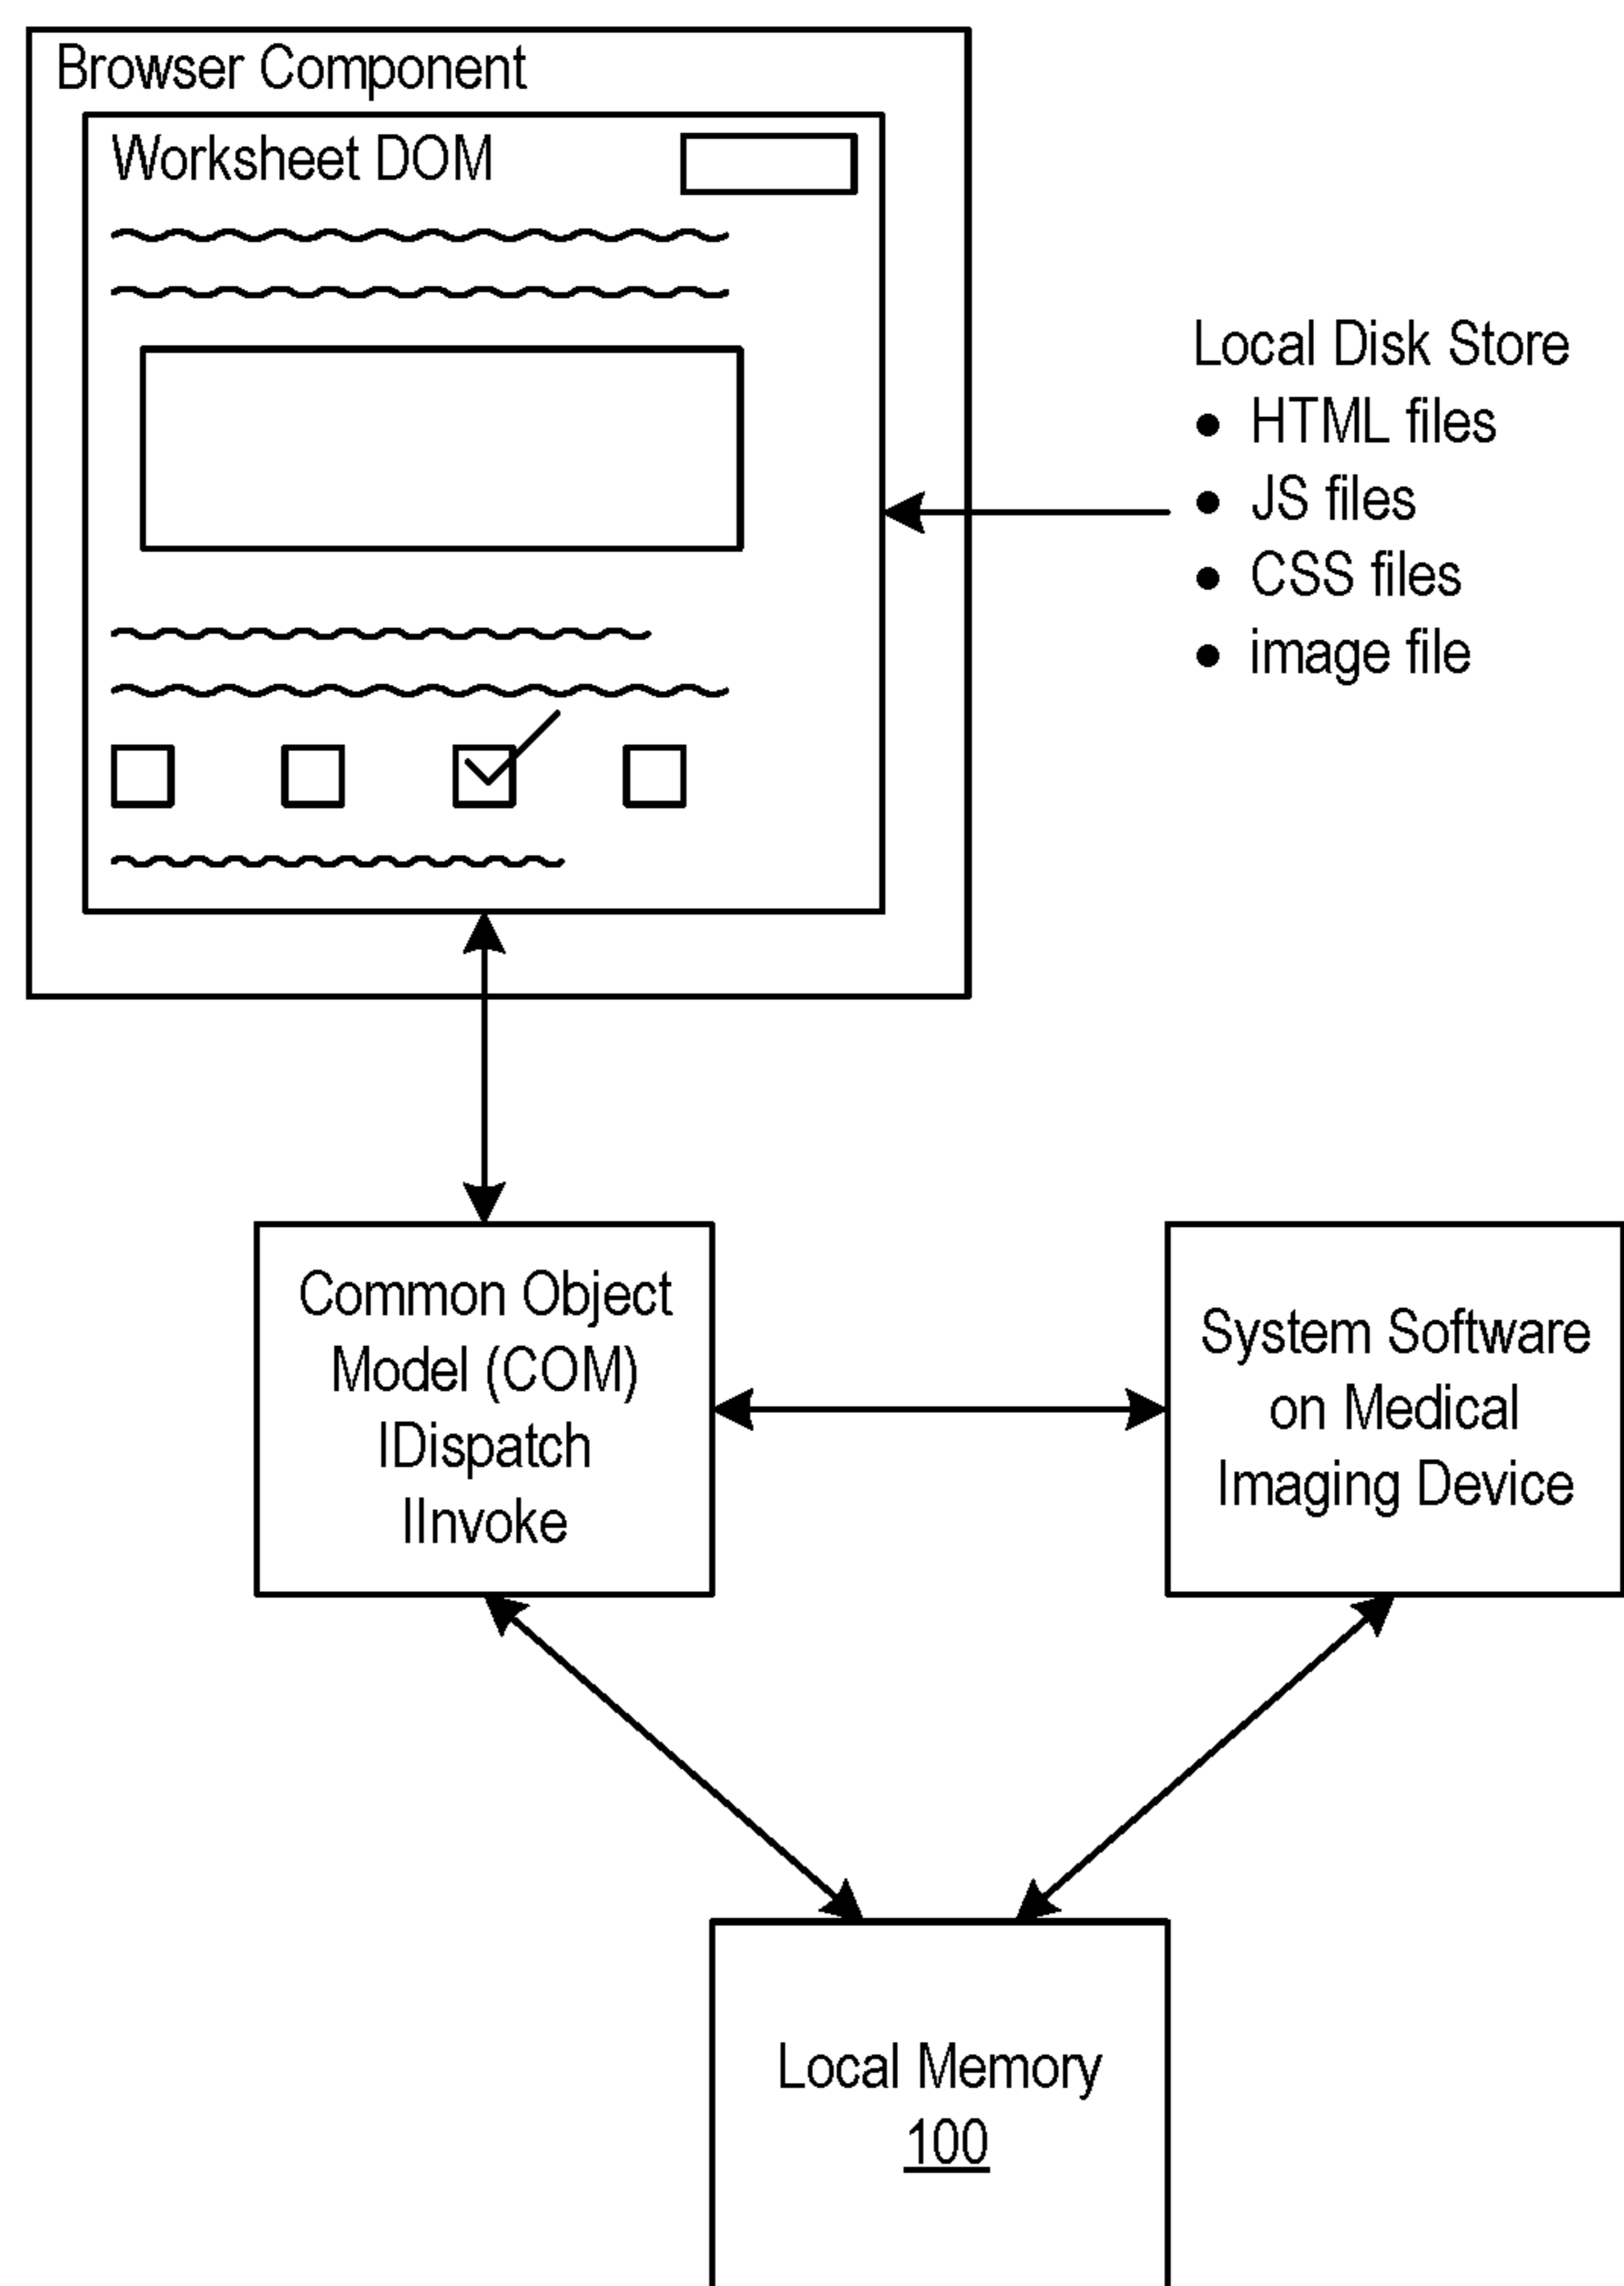 Browser Component
Worksheet DOM
Local Disk Store
• HTML files
• JS files
• CSS files
• image file
Common Object
Model (COM)
IDispatch
IInvoke
System Software
on Medical
Imaging Device
Local Memory
100